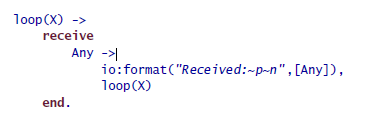 loop(X) ->
    receive
        Any ->
            io:format("Received:~p~n",[Any]),
            loop(X)
    end.